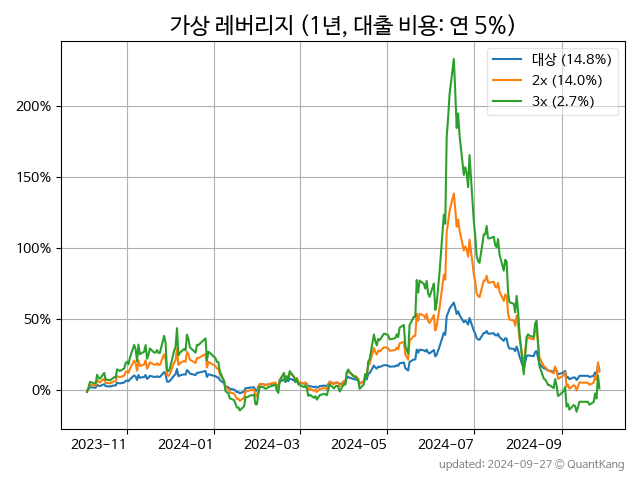 가상 레버리지 (1년, 대출 비용: 연 5%)
대상 (14.8%)
2x (14.0%)
3x (2.7%)
200%
150%
100%
50%
0%
2023-11 2024-01 2024-03 2024-05 2024-07 2024-09
updated: 2024-09-27 © QuantKang